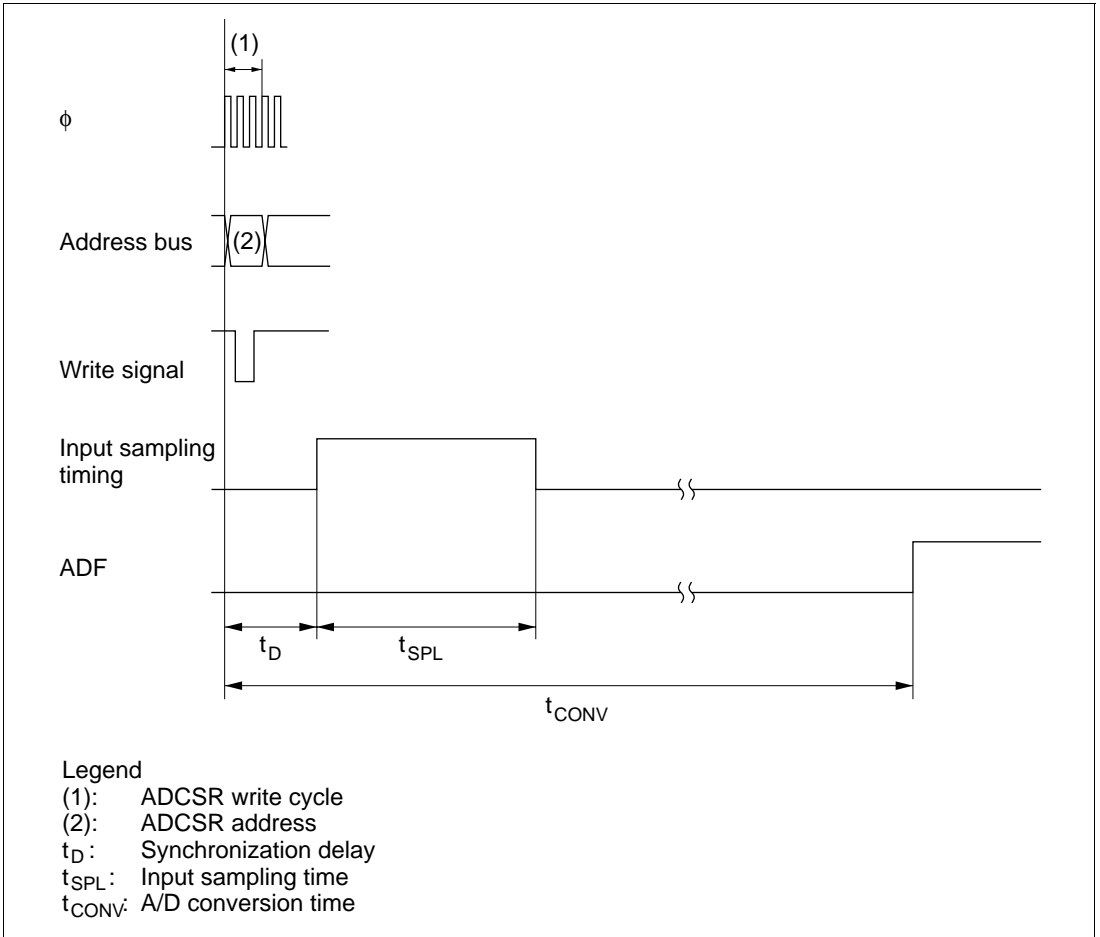 (1)
ϕ
Address bus
(2)
Write signal
Input sampling
timing
ADF
tD
tSPL
tCONV
Legend
(1): ADCSR write cycle
(2): ADCSR address
tD : Synchronization delay
tSPL : Input sampling time
tCONV: A/D conversion time